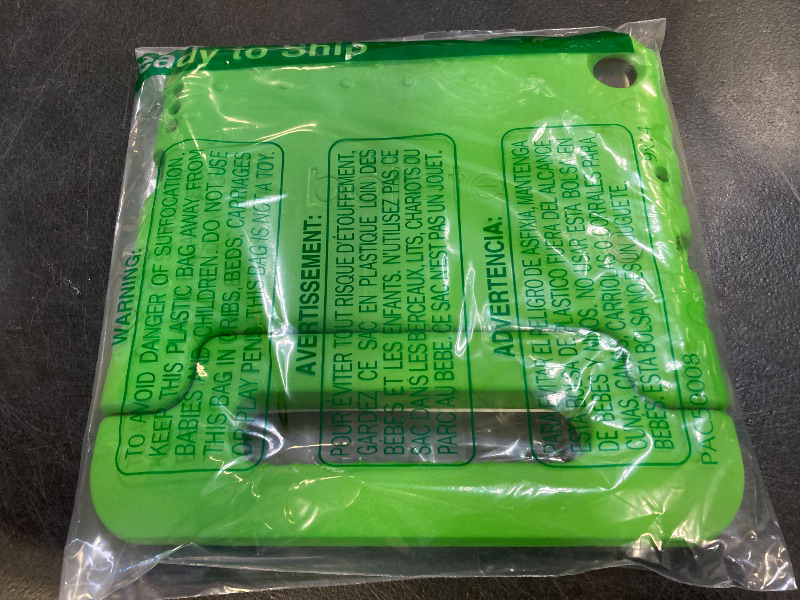 eady to Ship
WARNING:
TO AVOID DANGER OF SUFFOCATION,
KEEP THIS PLASTIC BAG AWAY FROM
BABIES AND CHILDREN. DO NOT USE
THIS BAG IN CRIBS, BEDS, CARRIAGES
OR PLAY PENS. THIS BAG IS NOT A TOY.
AVERTISSEMENT:
POUR ÉVITER TOUT RISQUE D'ÉTOUFFEMENT,
GARDEZ CE SAC EN PLASTIQUE LOIN DES
BÉBÉS ET LES ENFANTS. N'UTILISEZ PAS CE
SAC DANS LES BERCEAUX, LITS, CHARIOTS OU
PARC AU BEBE. CE SAC N'EST PAS UN JOUET.
ADVERTENCIA:
PARA EVITAR EL PELIGRO DE ASFIXIA, MANTENGA
ESTA BOLSA DE PLASTICO FUERA DEL ALCANCE
DE BEBES Y NIÑOS. NO USAR ESTA BOLSA EN
CUNAS, CAMAS, CARRIOLAS O CORRALES PARA
BEBES. ESTA BOLSA NO ES UN JUGUETE.
PAC50008